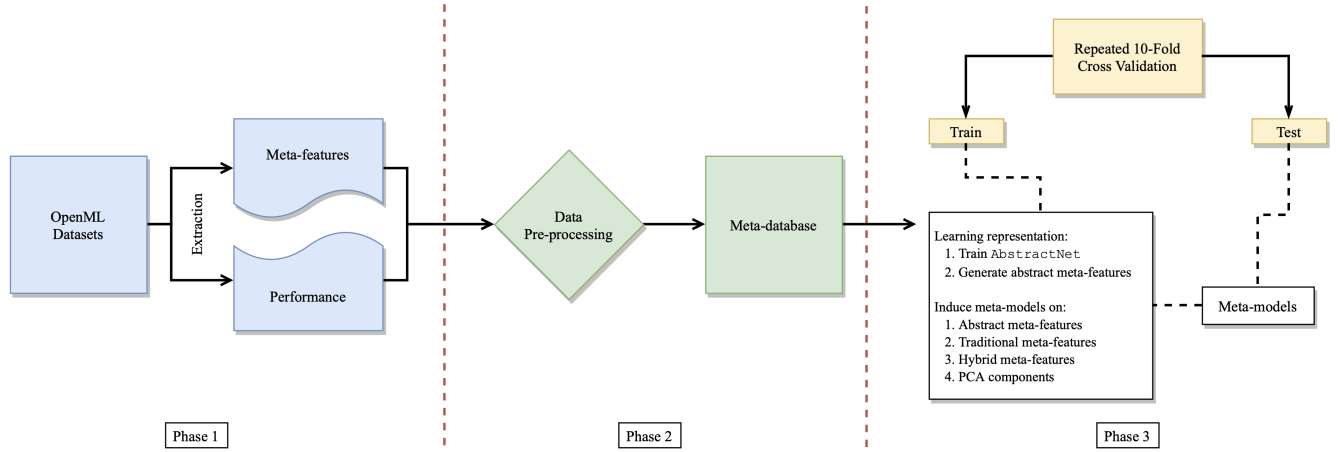 OpenML
Datasets
Extraction
Meta-features
Performance
Phase 1
Data
Pre-processing
Meta-database
Phase 2
Repeated 10-Fold
Cross Validation
Train
Test
Learning representation:
1. Train AbstractNet
2. Generate abstract meta-features
Induce meta-models on:
1. Abstract meta-features
2. Traditional meta-features
3. Hybrid meta-features
4. PCA components
Meta-models
Phase 3